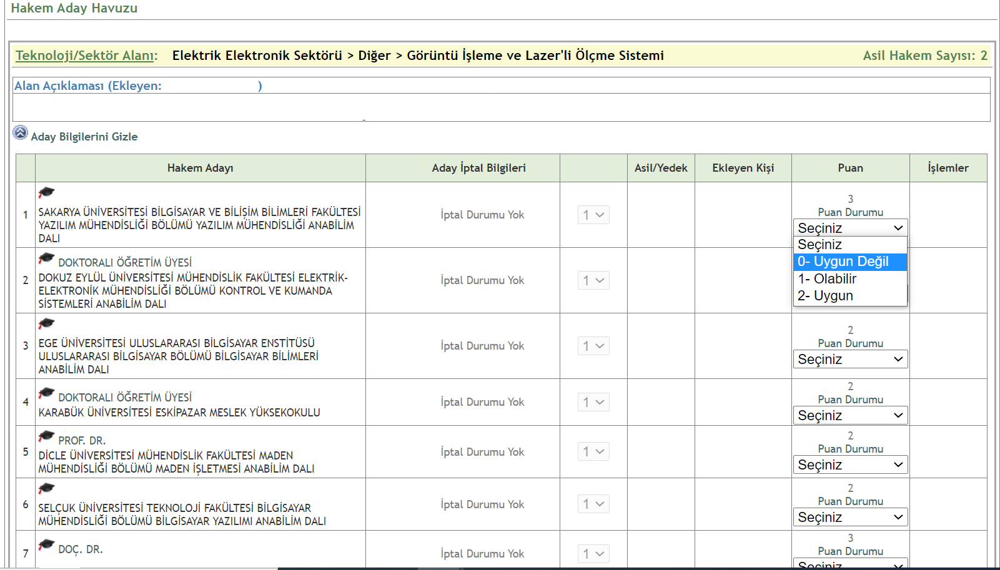 Hakem Aday Havuzu
Teknoloji/Sektör Alanı: Elektrik Elektronik Sektörü > Diğer > Görüntü İşleme ve Lazer'li Ölçme Sistemi Asil Hakem Sayısı: 2
Alan Açıklaması (Ekleyen: )
Aday Bilgilerini Gizle
Hakem Adayı Aday İptal Bilgileri Asil/Yedek Ekleyen Kişi Puan İşlemler
1
SAKARYA ÜNİVERSİTESİ BİLGİSAYAR VE BİLİŞİM BİLİMLERİ FAKÜLTESİ
YAZILIM MÜHENDİSLİĞİ BÖLÜMÜ YAZILIM MÜHENDİSLİĞİ ANABİLİM
DALI
İptal Durumu Yok
1
3
Puan Durumu
Seçiniz
Seçiniz
0- Uygun Değil
1- Olabilir
2- Uygun
2
DOKTORALI ÖĞRETİM ÜYESİ
DOKUZ EYLÜL ÜNİVERSİTESİ MÜHENDİSLİK FAKÜLTESİ ELEKTRİK-
ELEKTRONİK MÜHENDİSLİĞİ BÖLÜMÜ KONTROL VE KUMANDA
SİSTEMLERİ ANABİLİM DALI
İptal Durumu Yok
1
3
EGE ÜNİVERSİTESİ ULUSLARARASI BİLGİSAYAR ENSTİTÜSÜ
ULUSLARARASI BİLGİSAYAR BÖLÜMÜ BİLGİSAYAR BİLİMLERİ
ANABİLİM DALI
İptal Durumu Yok
1
2
Puan Durumu
Seçiniz
4
DOKTORALI ÖĞRETİM ÜYESİ
KARABÜK ÜNİVERSİTESİ ESKİPAZAR MESLEK YÜKSEKOKULU
İptal Durumu Yok
1
2
Puan Durumu
Seçiniz
5
PROF. DR.
DİCLE ÜNİVERSİTESİ MÜHENDİSLİK FAKÜLTESİ MADEN
MÜHENDİSLİĞİ BÖLÜMÜ MADEN İŞLETMESİ ANABİLİM DALI
İptal Durumu Yok
1
2
Puan Durumu
Seçiniz
6
SELÇUK ÜNİVERSİTESİ TEKNOLOJİ FAKÜLTESİ BİLGİSAYAR
MÜHENDİSLİĞİ BÖLÜMÜ BİLGİSAYAR YAZILIMI ANABİLİM DALI
İptal Durumu Yok
1
2
Puan Durumu
Seçiniz
7
DOÇ. DR.
İptal Durumu Yok
1
3
Puan Durumu
Seçiniz